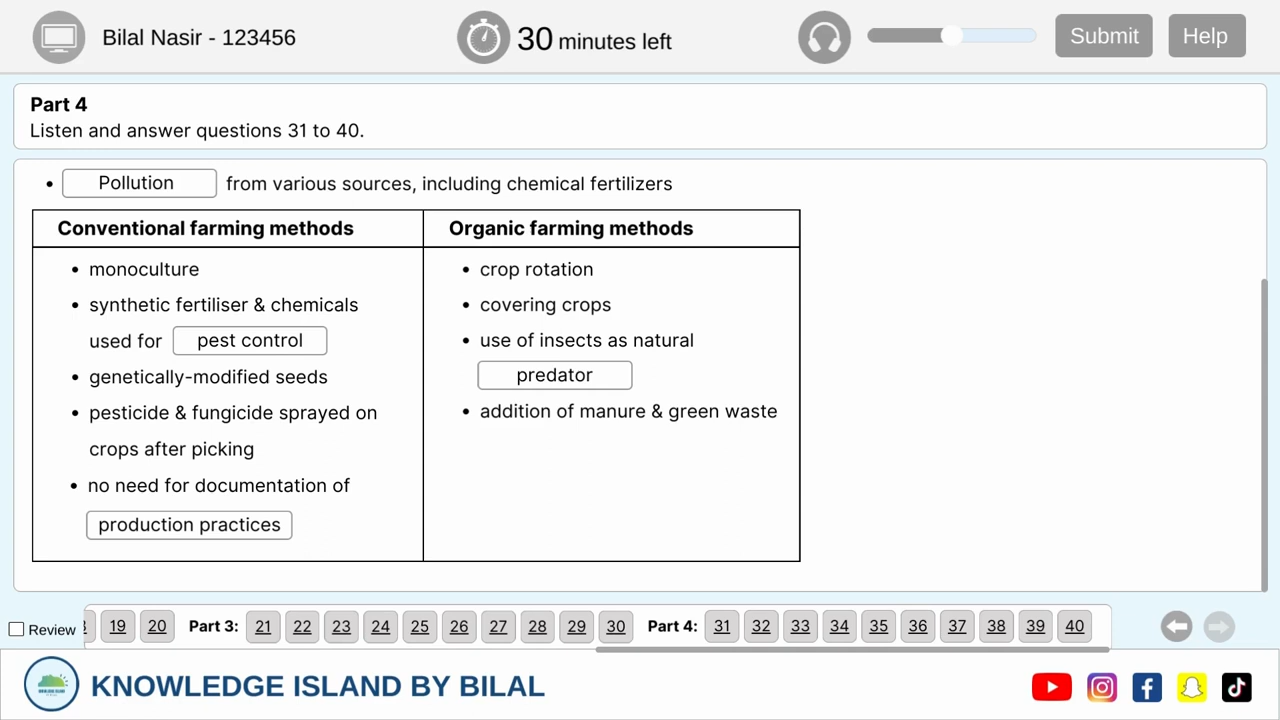 Bilal Nasir - 123456
30 minutes left
Submit
Help
Part 4
Listen and answer questions 31 to 40.
• Pollution from various sources, including chemical fertilizers
Conventional farming methods
• monoculture
• synthetic fertiliser & chemicals
used for pest control
• genetically-modified seeds
• pesticide & fungicide sprayed on
crops after picking
• no need for documentation of
production practices
Organic farming methods
• crop rotation
• covering crops
• use of insects as natural
predator
• addition of manure & green waste
Review
19 20 Part 3: 21 22 23 24 25 26 27 28 29 30 Part 4: 31 32 33 34 35 36 37 38 39 40
KNOWLEDGE ISLAND BY BILAL